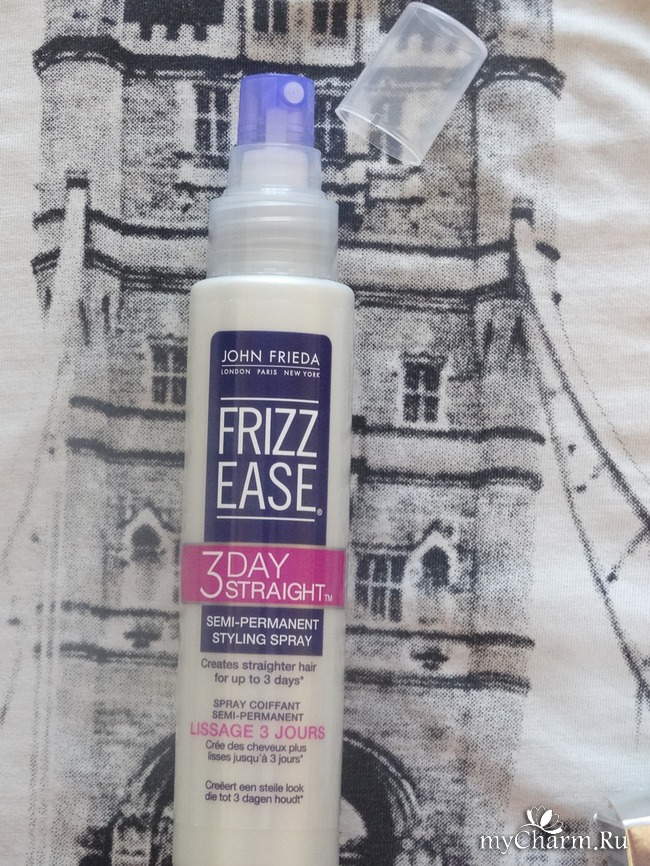 JOHN FRIEDA
LONDON PARIS NEW YORK
FRIZZ
EASE®
3 DAY
STRAIGHT™
SEMI-PERMANENT
STYLING SPRAY
Creates straighter hair
for up to 3 days*
SPRAY COIFFANT
SEMI-PERMANENT
LISSAGE 3 JOURS
Crée des cheveux plus
lisses jusqu'à 3 jours*
Creëert een steile look
die tot 3 dagen houdt*
myCharm.Ru